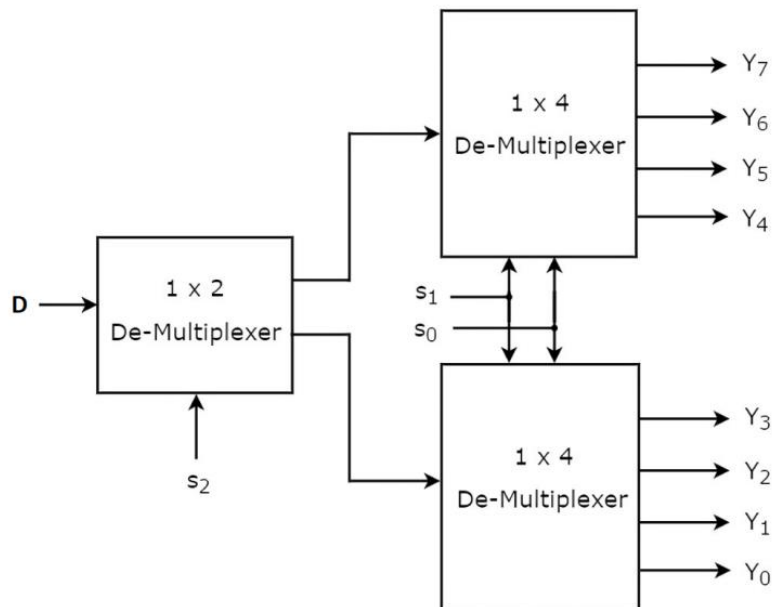 1 x 4
De-Multiplexer
Y7
Y6
Y5
Y4
1 x 2
De-Multiplexer
D
s2
s1
s0
1 x 4
De-Multiplexer
Y3
Y2
Y1
Y0